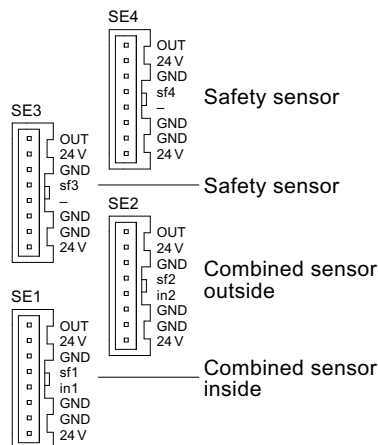 SE4
OUT
24 V
GND
sf4
–
GND
GND
24 V
Safety sensor
SE3
OUT
24 V
GND
sf3
–
GND
GND
24 V
Safety sensor
SE2
OUT
24 V
GND
sf2
in2
GND
GND
24 V
Combined sensor
outside
SE1
OUT
24 V
GND
sf1
in1
GND
GND
24 V
Combined sensor
inside